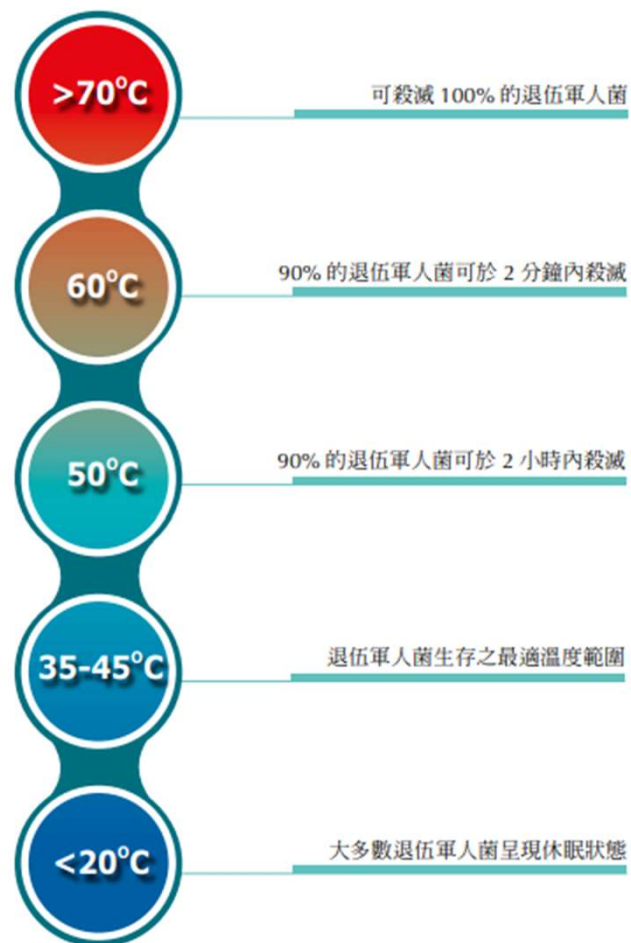 >70°C
可殺滅 100% 的退伍軍人菌
60°C
90% 的退伍軍人菌可於 2 分鐘內殺滅
50°C
90% 的退伍軍人菌可於 2 小時內殺滅
35-45°C
退伍軍人菌生存之最適溫度範圍
<20°C
大多數退伍軍人菌呈現休眠狀態